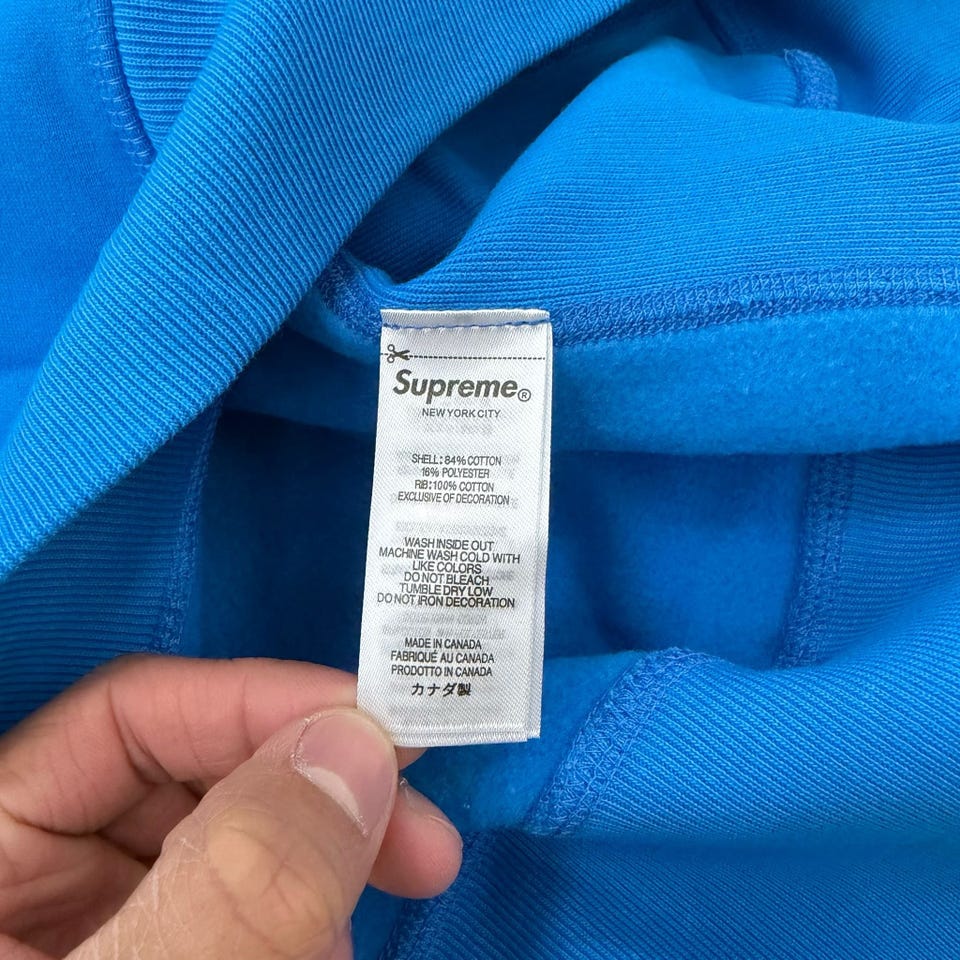 Supreme®
NEW YORK CITY
SHELL: 84% COTTON
16% POLYESTER
RIB: 100% COTTON
EXCLUSIVE OF DECORATION
WASH INSIDE OUT
MACHINE WASH COLD WITH
LIKE COLORS
DO NOT BLEACH
TUMBLE DRY LOW
DO NOT IRON DECORATION
MADE IN CANADA
FABRIQUÉ AU CANADA
PRODOTTO IN CANADA
カナダ製